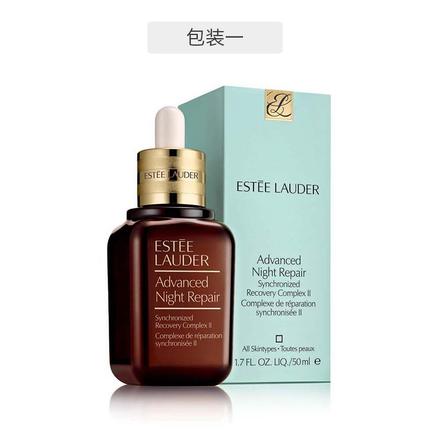 包装一
ESTĒE LAUDER
ESTĒE
LAUDER
Advanced
Night Repair
Synchronized
Recovery Complex II
Complexe de réparation
synchronisée II
ESTĒE LAUDER
Advanced
Night Repair
Synchronized
Recovery Complex II
Complexe de réparation
synchronisée II
All Skintypes • Toutes peaux
1.7 FL. OZ. LIQ./50 ml e